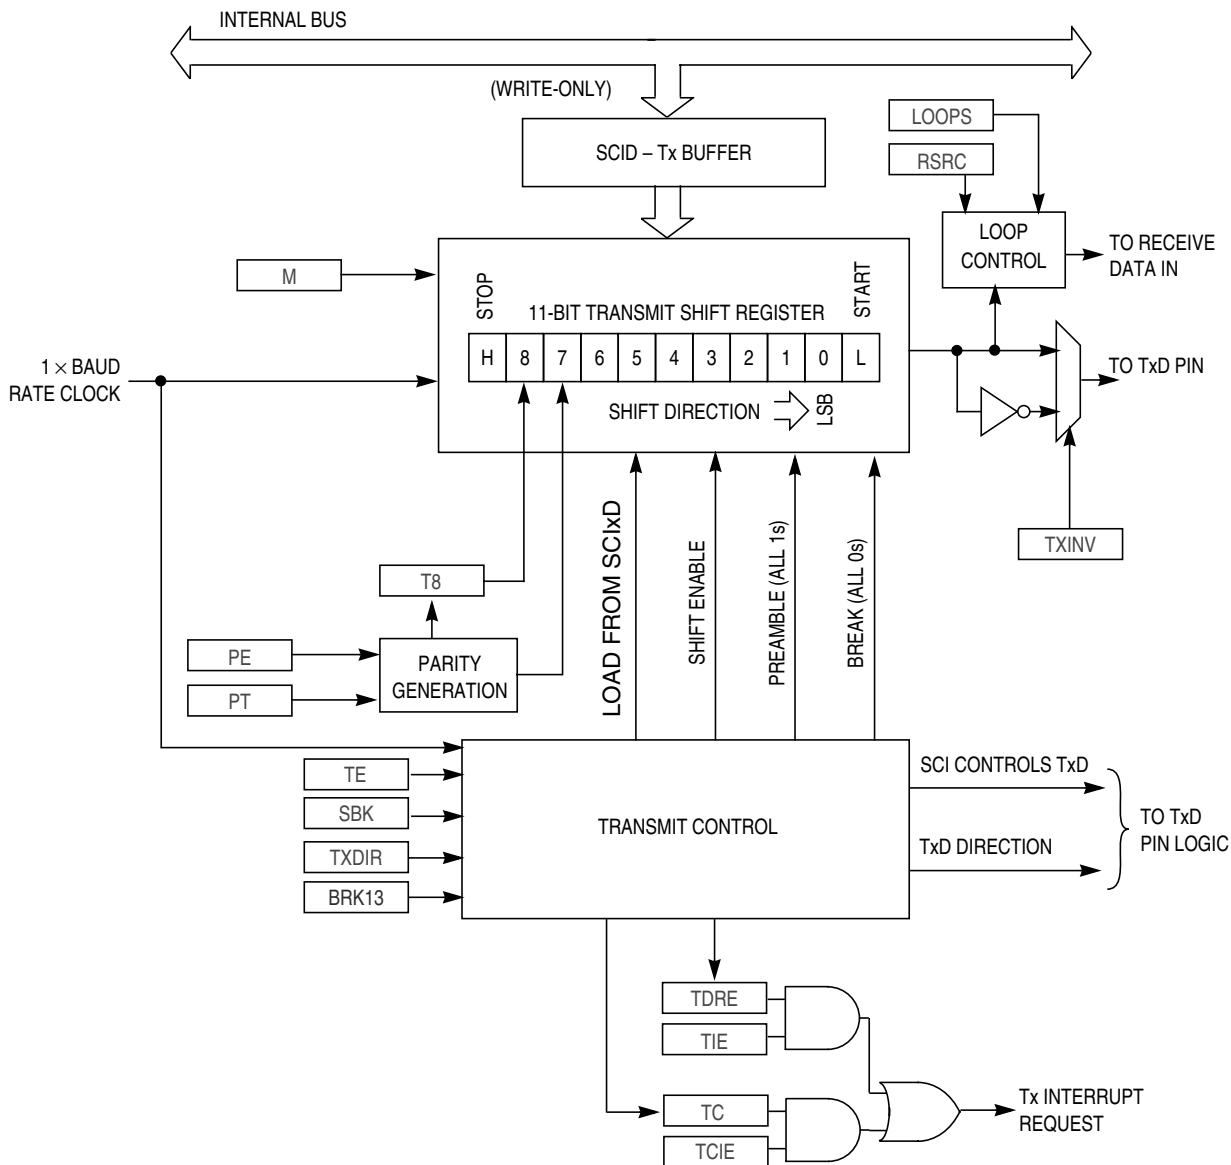 INTERNAL BUS
(WRITE-ONLY)
SCID – Tx BUFFER
LOOPS
RSRC
LOOP
CONTROL
TO RECEIVE
DATA IN
M
STOP
11-BIT TRANSMIT SHIFT REGISTER
START
H 8 7 6 5 4 3 2 1 0 L
SHIFT DIRECTION
LSB
1 × BAUD
RATE CLOCK
TO TxD PIN
TXINV
T8
PE
PT
PARITY
GENERATION
LOAD FROM SCIxD
SHIFT ENABLE
PREAMBLE (ALL 1s)
BREAK (ALL 0s)
TE
SBK
TXDIR
BRK13
TRANSMIT CONTROL
SCI CONTROLS TxD
TxD DIRECTION
TO TxD
PIN LOGIC
TDRE
TIE
TC
TCIE
Tx INTERRUPT
REQUEST